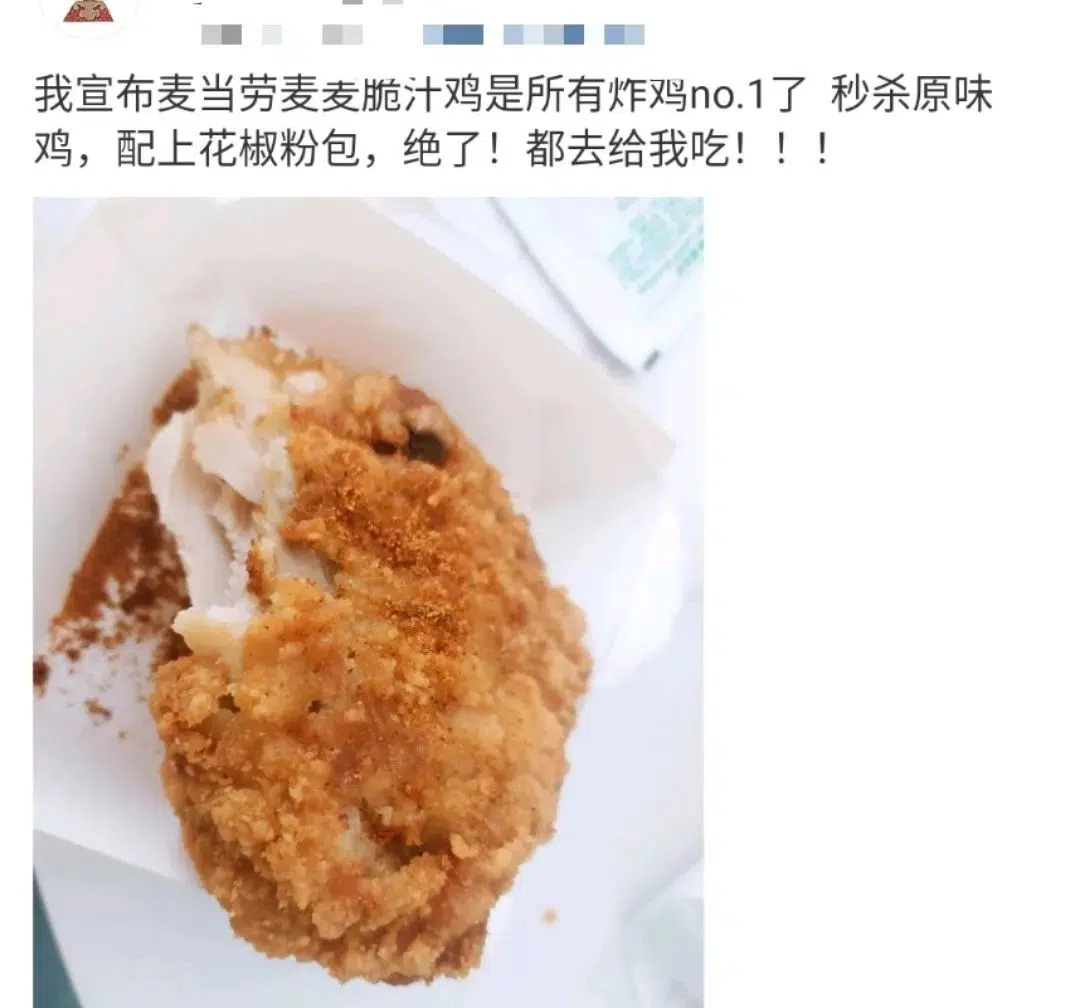 我宣布麦当劳麦麦脆汁鸡是所有炸鸡no.1了 秒杀原味
鸡，配上花椒粉包，绝了！都去给我吃！！！